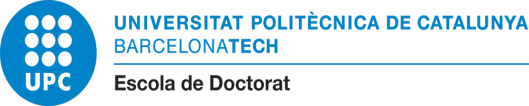 UPC
UNIVERSITAT POLITÈCNICA DE CATALUNYA
BARCELONATECH
Escola de Doctorat